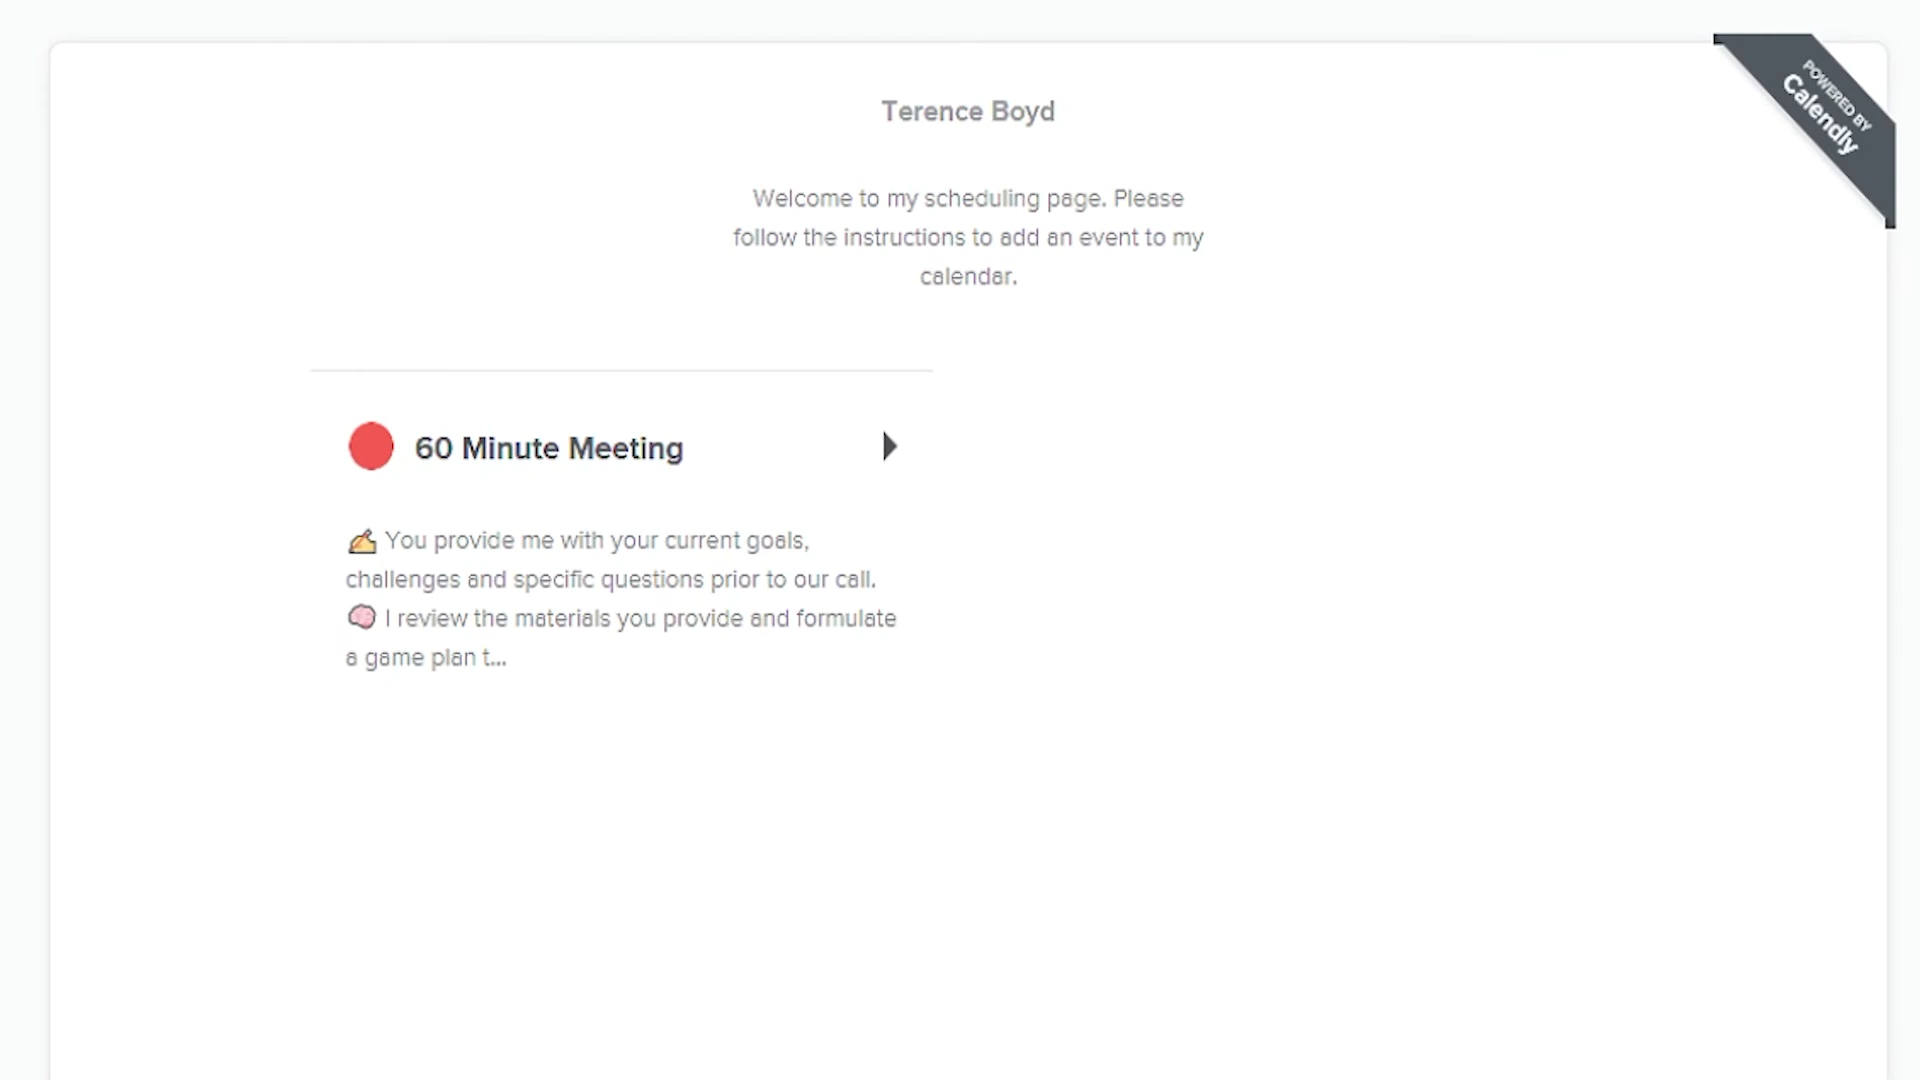 Terence Boyd
POWERED BY
Calendly
Welcome to my scheduling page. Please
follow the instructions to add an event to my
calendar.
60 Minute Meeting
✍️ You provide me with your current goals,
challenges and specific questions prior to our call.
🧠 I review the materials you provide and formulate
a game plan t...